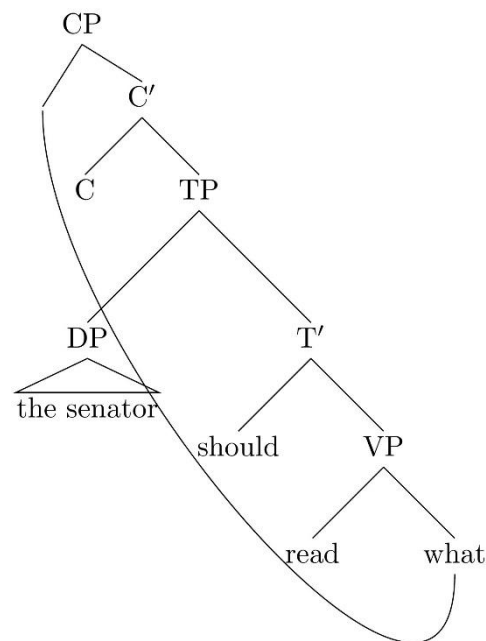 CP
C′
C TP
DP T′
the senator
should VP
read what